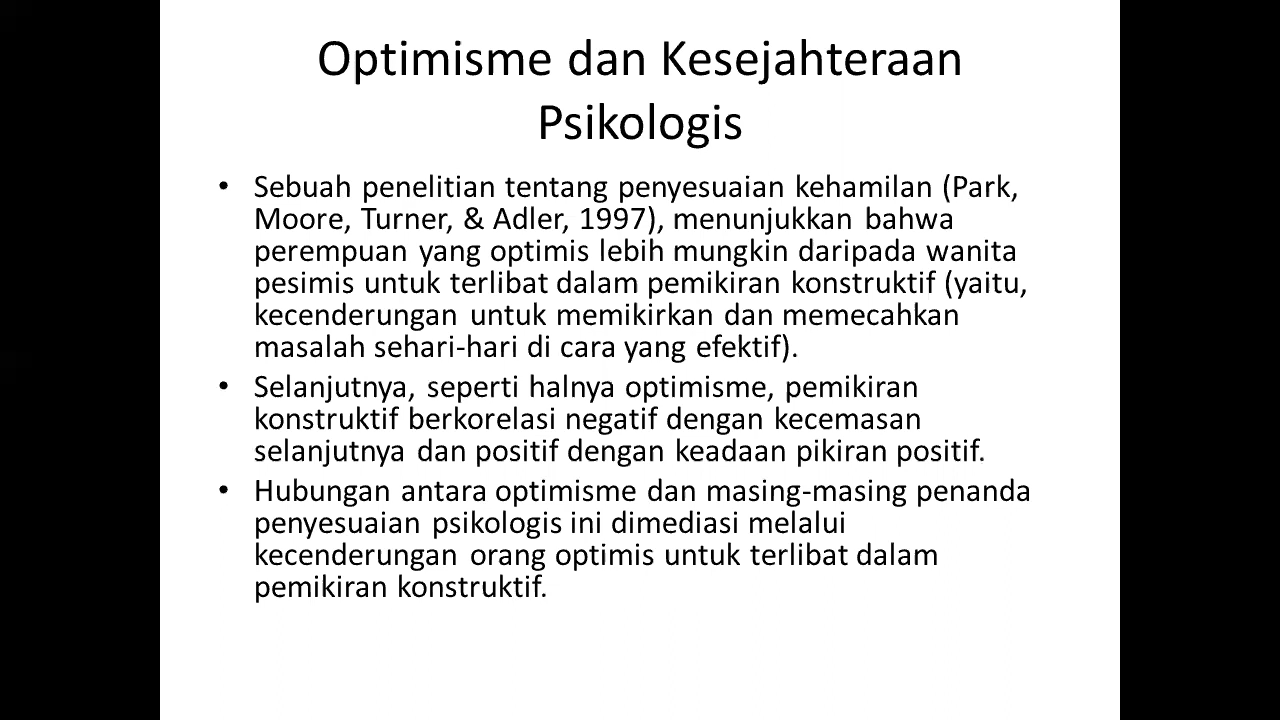 Optimisme dan Kesejahteraan
Psikologis
• Sebuah penelitian tentang penyesuaian kehamilan (Park,
Moore, Turner, & Adler, 1997), menunjukkan bahwa
perempuan yang optimis lebih mungkin daripada wanita
pesimis untuk terlibat dalam pemikiran konstruktif (yaitu,
kecenderungan untuk memikirkan dan memecahkan
masalah sehari-hari di cara yang efektif).
• Selanjutnya, seperti halnya optimisme, pemikiran
konstruktif berkorelasi negatif dengan kecemasan
selanjutnya dan positif dengan keadaan pikiran positif.
• Hubungan antara optimisme dan masing-masing penanda
penyesuaian psikologis ini dimediasi melalui
kecenderungan orang optimis untuk terlibat dalam
pemikiran konstruktif.